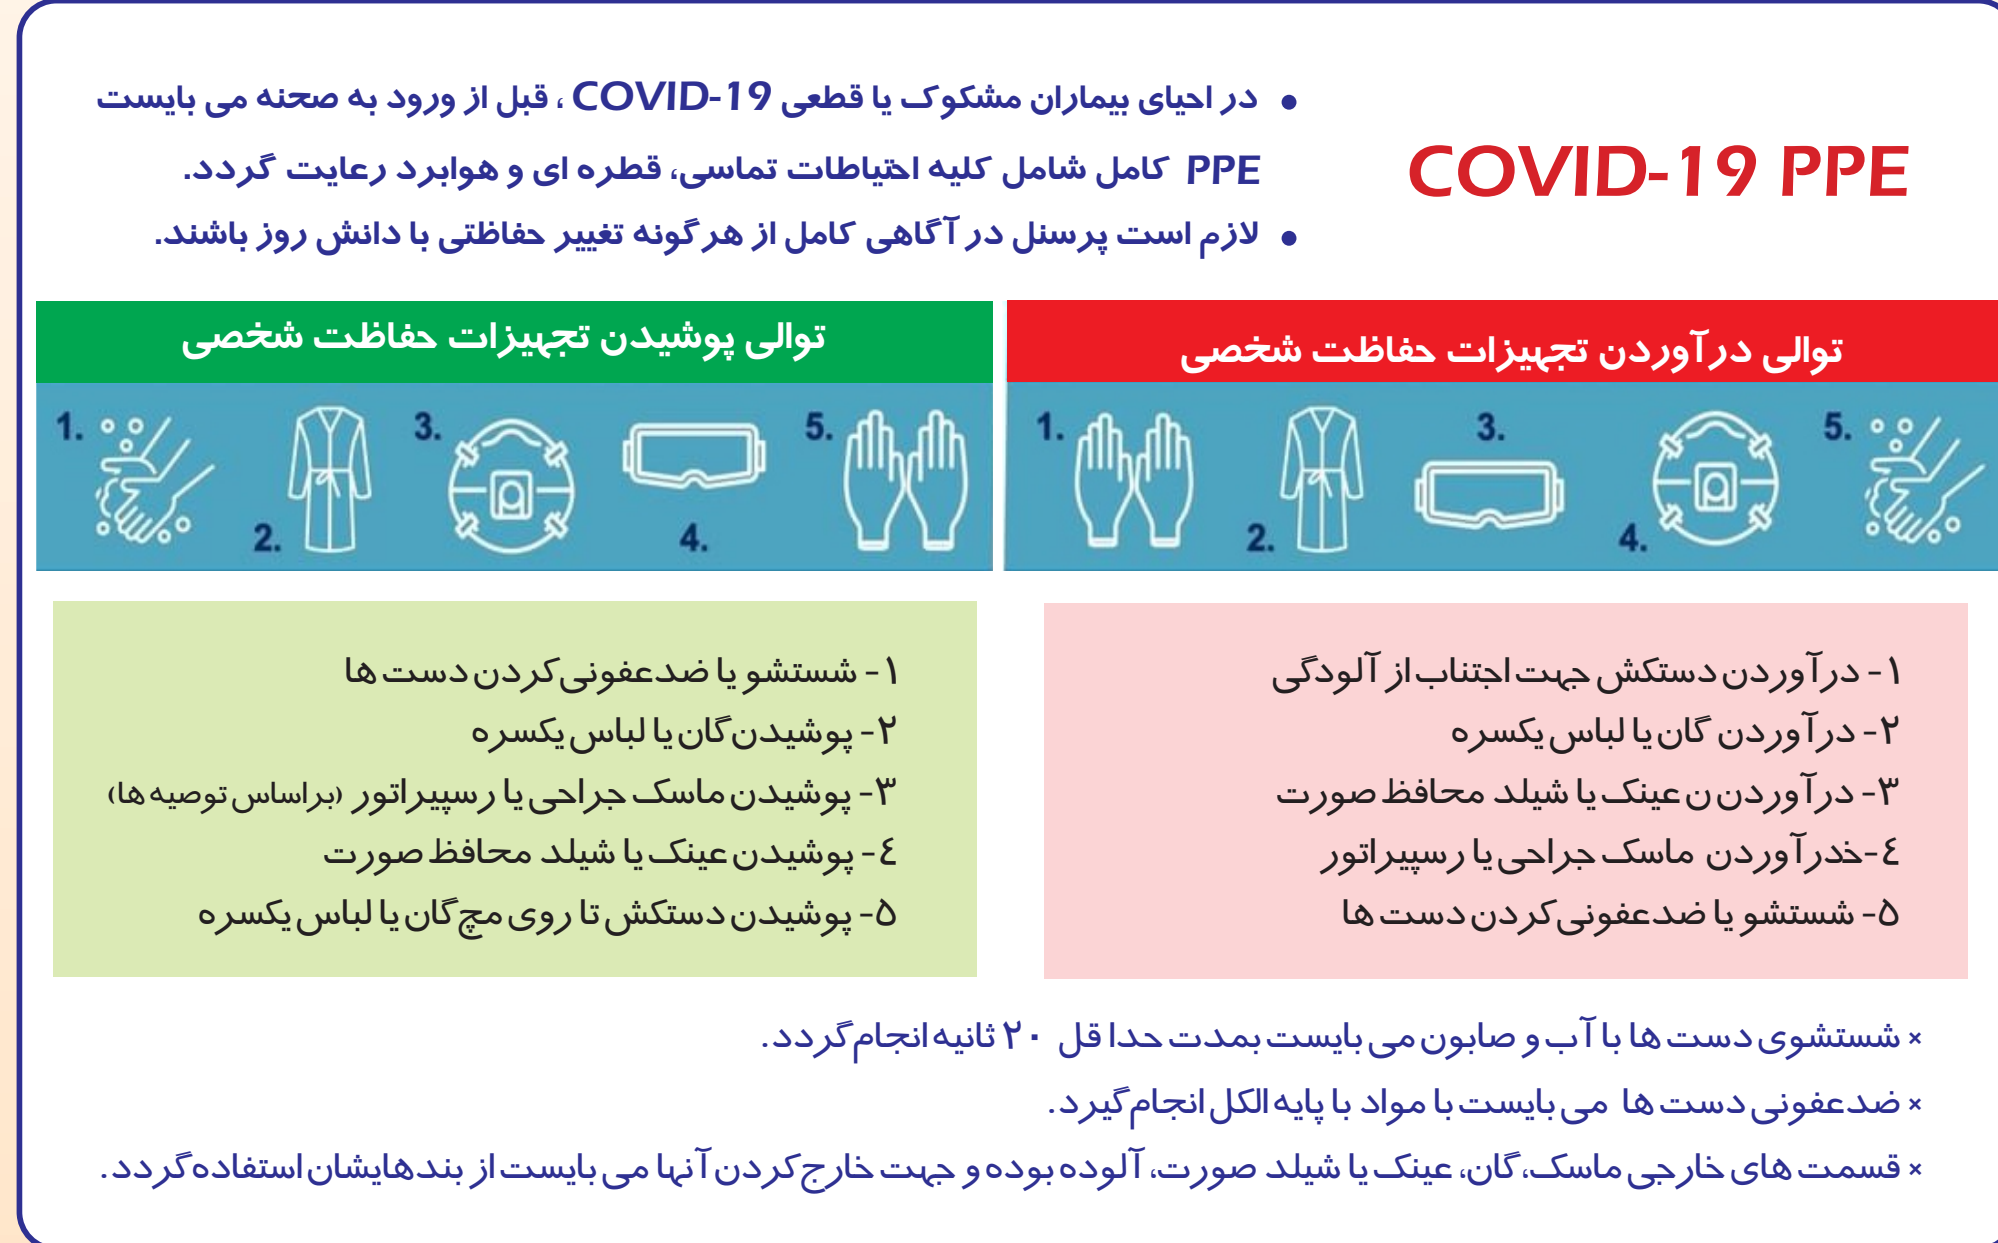 COVID-19 PPE
• در احیای بیماران مشکوک یا قطعی COVID-19 ، قبل از ورود به صحنه می بایست
PPE کامل شامل کلیه احتیاطات تماسی، قطره ای و هوابرد رعایت گردد.
• لازم است پرسنل در آگاهی کامل از هرگونه تغییر حفاظتی با دانش روز باشند.
توالی درآوردن تجهیزات حفاظت شخصی
1. 2. 3. 4. 5.
۱- درآوردن دستکش جهت اجتناب از آلودگی
۲- درآوردن گان یا لباس یکسره
۳- درآوردن ن عینک یا شیلد محافظ صورت
٤-خدرآوردن ماسک جراحی یا رسپیراتور
۵- شستشو یا ضدعفونی کردن دست ها
توالی پوشیدن تجهیزات حفاظت شخصی
1. 2. 3. 4. 5.
۱- شستشو یا ضدعفونی کردن دست ها
۲- پوشیدن گان یا لباس یکسره
۳- پوشیدن ماسک جراحی یا رسپیراتور (براساس توصیه ها)
٤- پوشیدن عینک یا شیلد محافظ صورت
۵- پوشیدن دستکش تا روی مچ گان یا لباس یکسره
× شستشوی دست ها با آب و صابون می بایست بمدت حداقل ۲۰ ثانیه انجام گردد.
× ضدعفونی دست ها می بایست با مواد با پایه الکل انجام گیرد.
× قسمت های خارجی ماسک، گان، عینک یا شیلد صورت، آلوده بوده و جهت خارج کردن آنها می بایست از بندهایشان استفاده گردد.